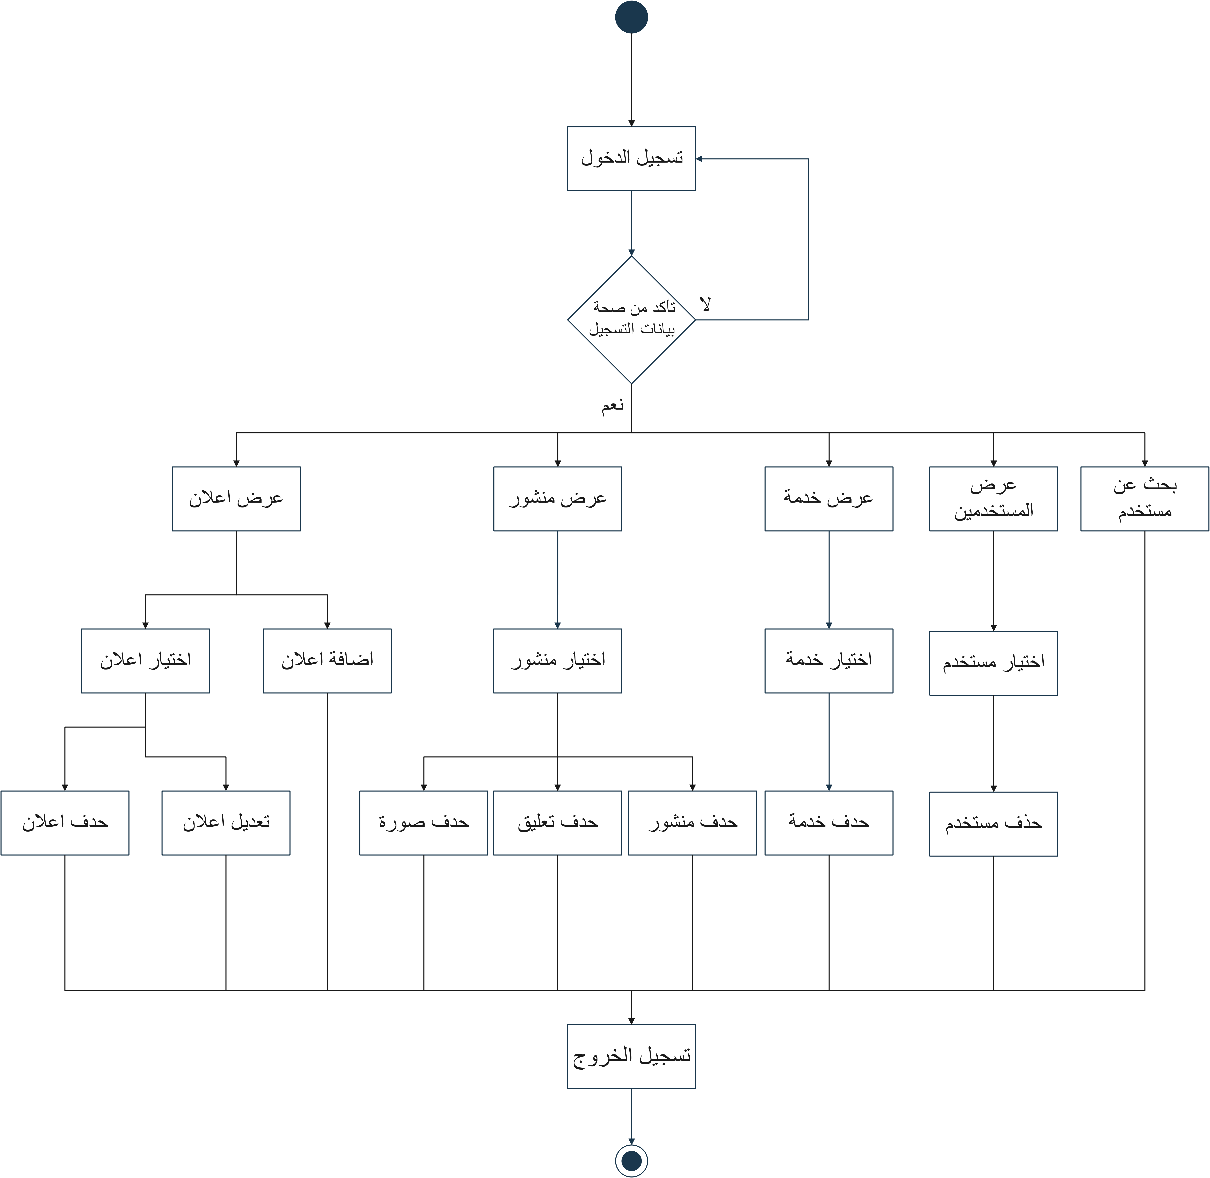 تسجيل الدخول
تاكد من صحة
بيانات التسجيل
لا
نعم
بحث عن
مستخدم
عرض
المستخدمين
عرض خدمة
عرض منشور
عرض اعلان
اختيار مستخدم
اختيار خدمة
اختيار منشور
اضافة اعلان
اختيار اعلان
حذف مستخدم
حدف خدمة
حدف منشور
حدف تعليق
حدف صورة
تعديل اعلان
حدف اعلان
تسجيل الخروج